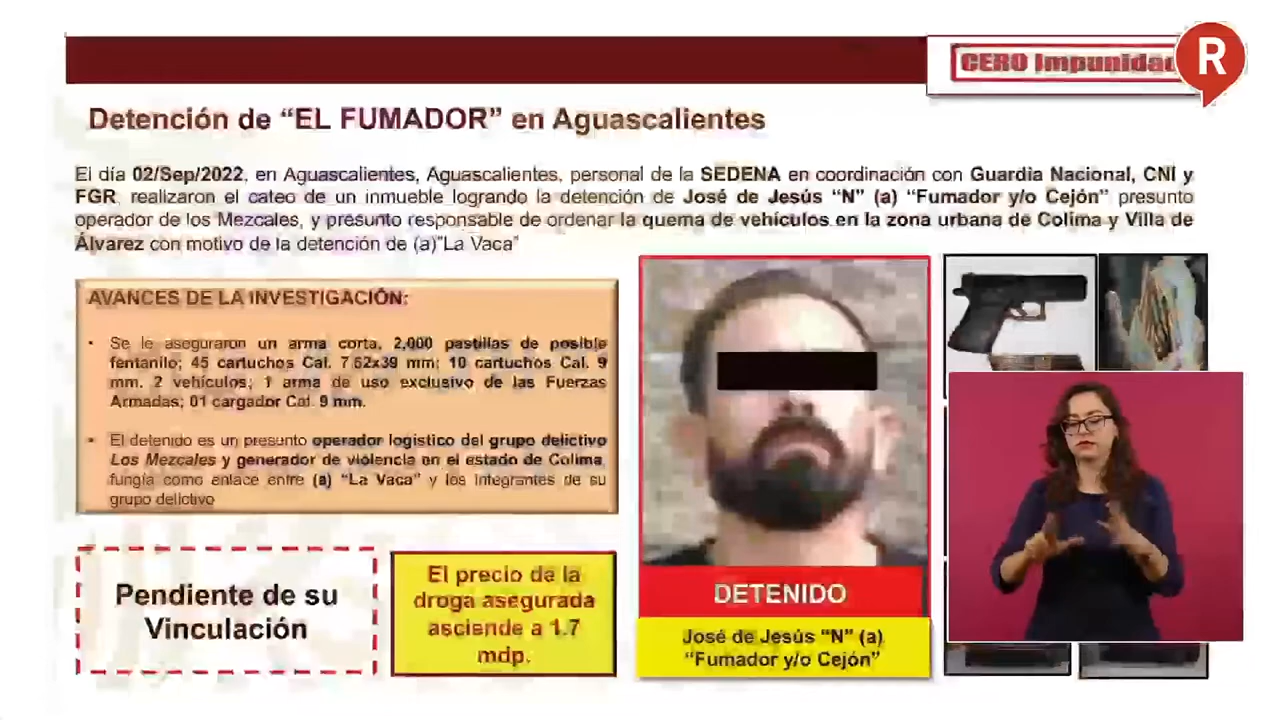 CERO Impunidad
R
Detención de “EL FUMADOR” en Aguascalientes
El día 02/Sep/2022, en Aguascalientes, Aguascalientes, personal de la SEDENA en coordinación con Guardia Nacional, CNI y
FGR, realizaron el cateo de un inmueble logrando la detención de José de Jesús “N” (a) “Fumador y/o Cejón” presunto
operador de los Mezcales, y presunto responsable de ordenar la quema de vehículos en la zona urbana de Colima y Villa de
Álvarez con motivo de la detención de (a)“La Vaca”
AVANCES DE LA INVESTIGACIÓN:
• Se le aseguraron un arma corta, 2,000 pastillas de posible
fentanilo; 45 cartuchos Cal. 7.62x39 mm; 10 cartuchos Cal. 9
mm. 2 vehículos; 1 arma de uso exclusivo de las Fuerzas
Armadas; 01 cargador Cal. 9 mm.
• El detenido es un presunto operador logístico del grupo delictivo
Los Mezcales y generador de violencia en el estado de Colima,
fungía como enlace entre (a) “La Vaca” y los integrantes de su
grupo delictivo
Pendiente de su
Vinculación
El precio de la
droga asegurada
asciende a 1.7
mdp.
DETENIDO
José de Jesús “N” (a)
“Fumador y/o Cejón”